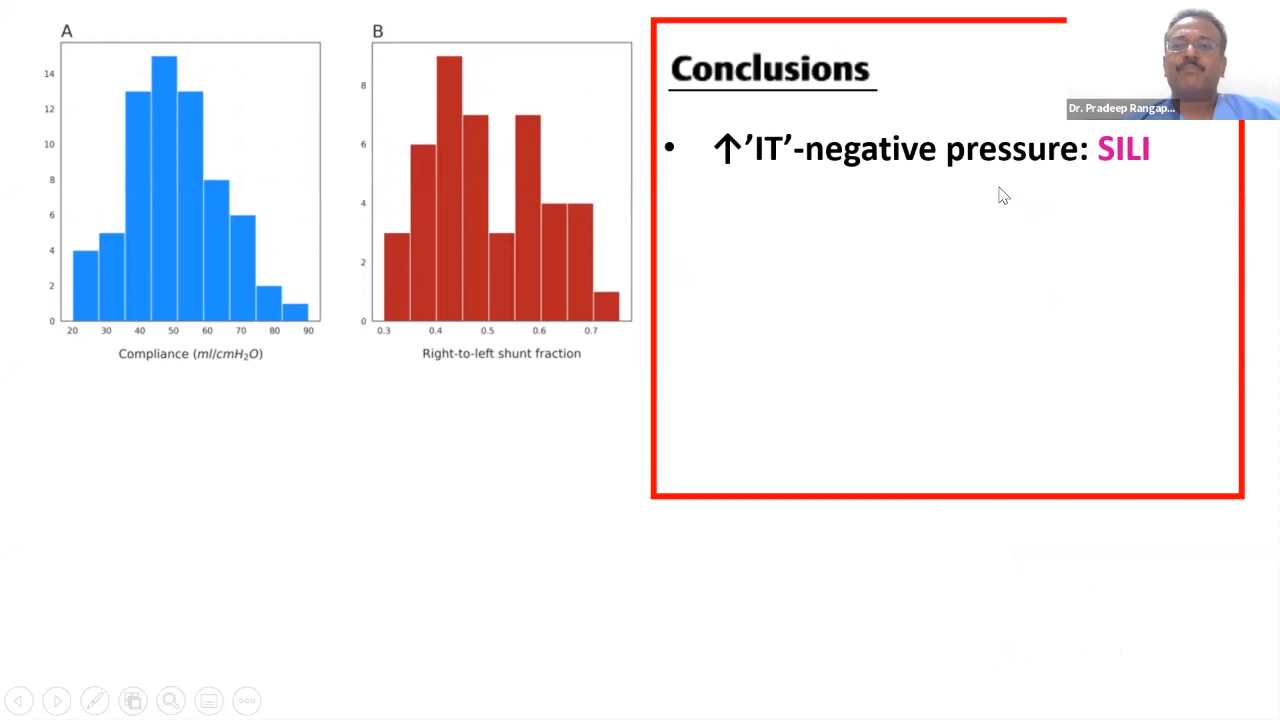 A
14
12
10
8
6
4
2
0
20 30 40 50 60 70 80 90
Compliance (ml/cmH₂O)
B
8
6
4
2
0
0.3 0.4 0.5 0.6 0.7
Right-to-left shunt fraction
Conclusions
• ↑’IT’-negative pressure: SILI
Dr. Pradeep Rangap...